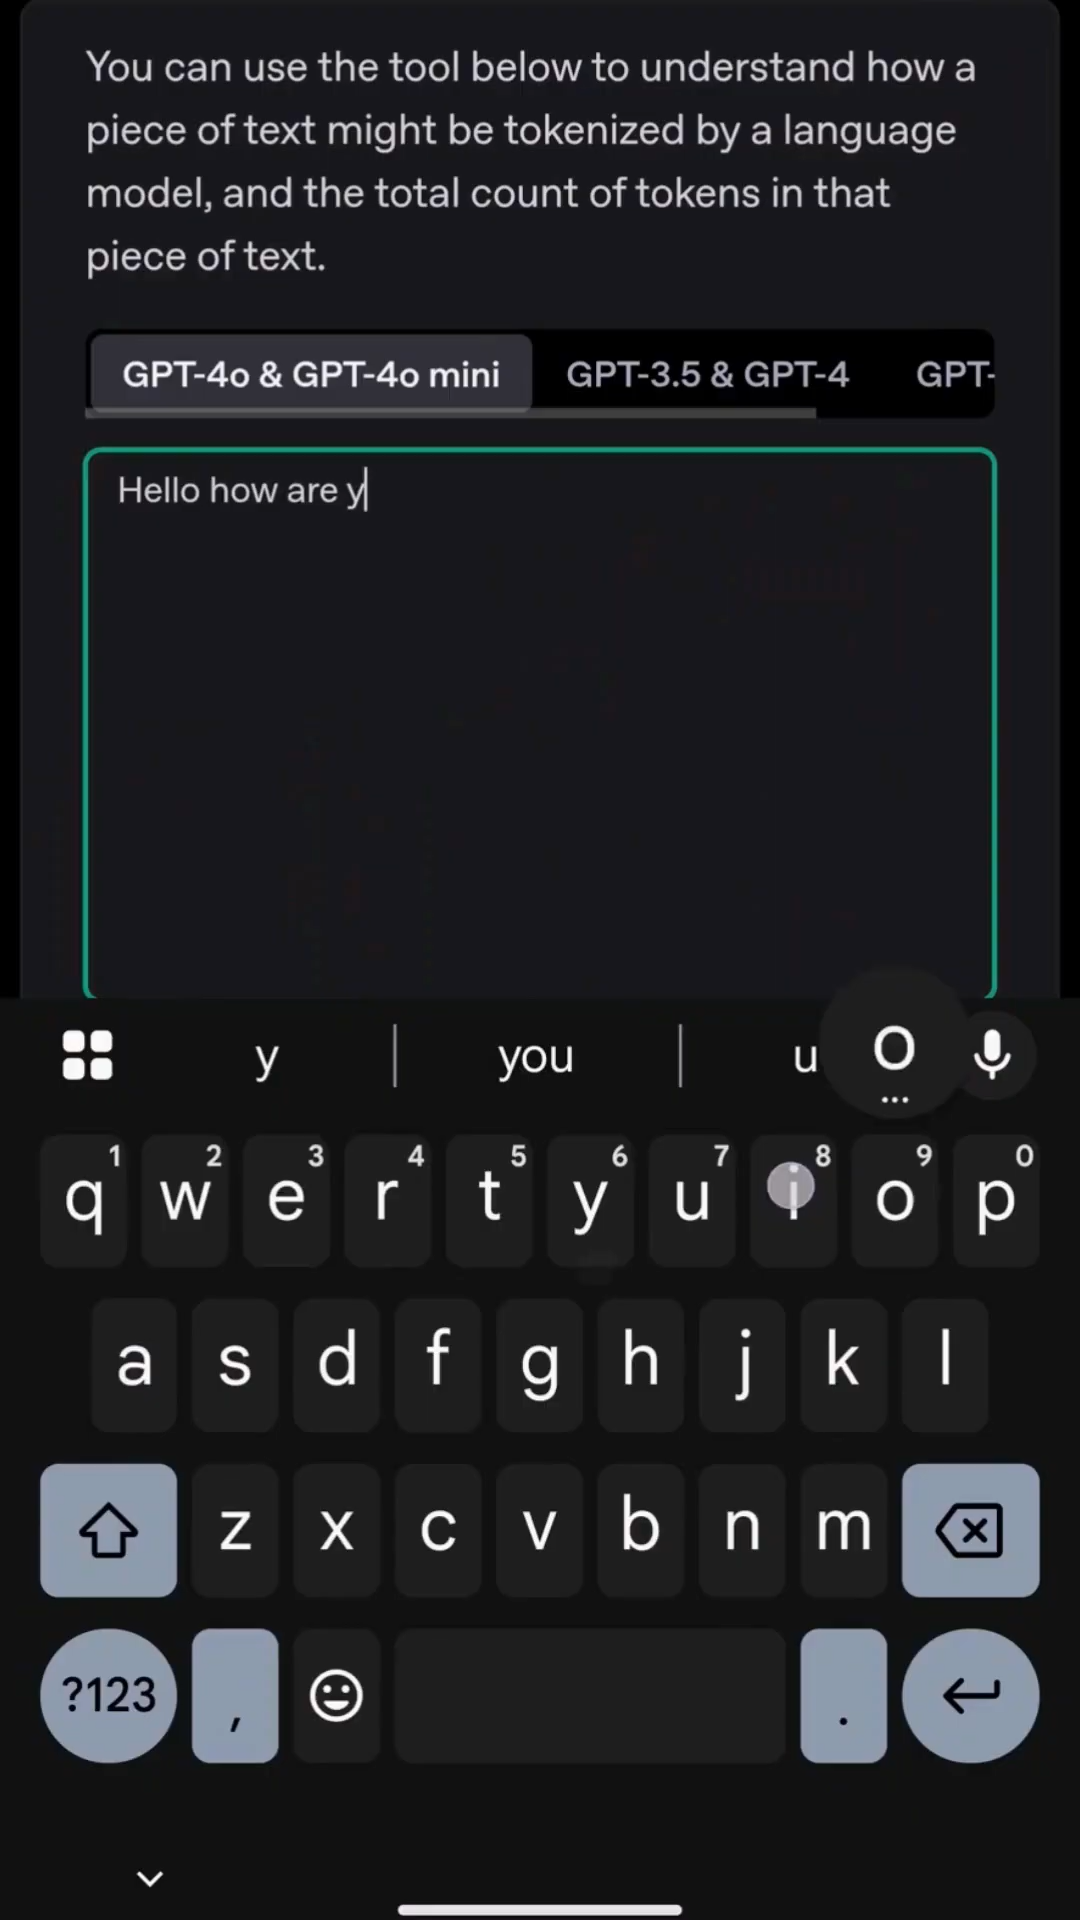 You can use the tool below to understand how a
piece of text might be tokenized by a language
model, and the total count of tokens in that
piece of text.
GPT-4o & GPT-4o mini GPT-3.5 & GPT-4 GPT-
Hello how are y
y you u o
...
1 2 3 4 5 6 7 8 9 0
q w e r t y u i o p
a s d f g h j k l
z x c v b n m
?123 , .